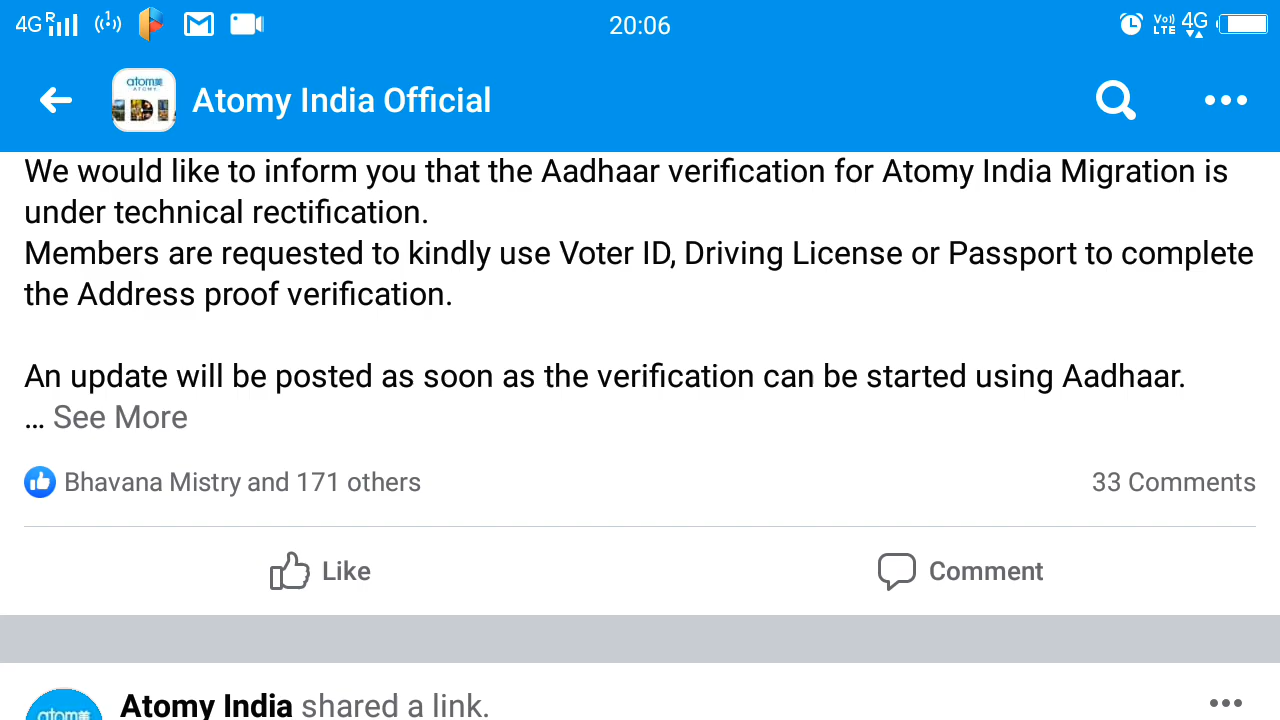 4G R 20:06 Vo)) LTE 4G
Atomy India Official
We would like to inform you that the Aadhaar verification for Atomy India Migration is
under technical rectification.
Members are requested to kindly use Voter ID, Driving License or Passport to complete
the Address proof verification.
An update will be posted as soon as the verification can be started using Aadhaar.
... See More
Bhavana Mistry and 171 others 33 Comments
Like Comment
Atomy India shared a link.